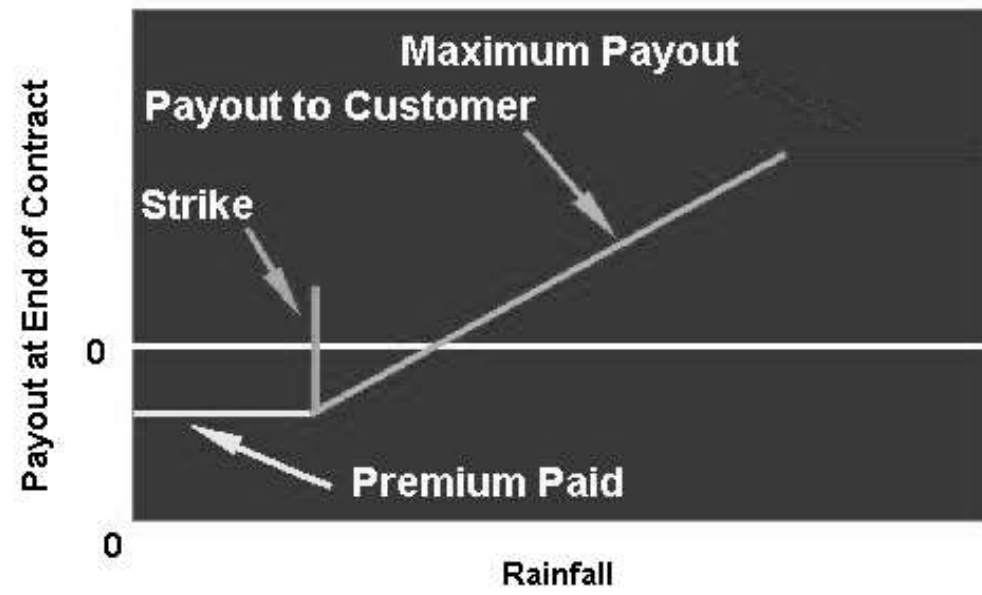 Maximum Payout
Payout to Customer
Strike
Payout at End of Contract
0
Premium Paid
0
Rainfall